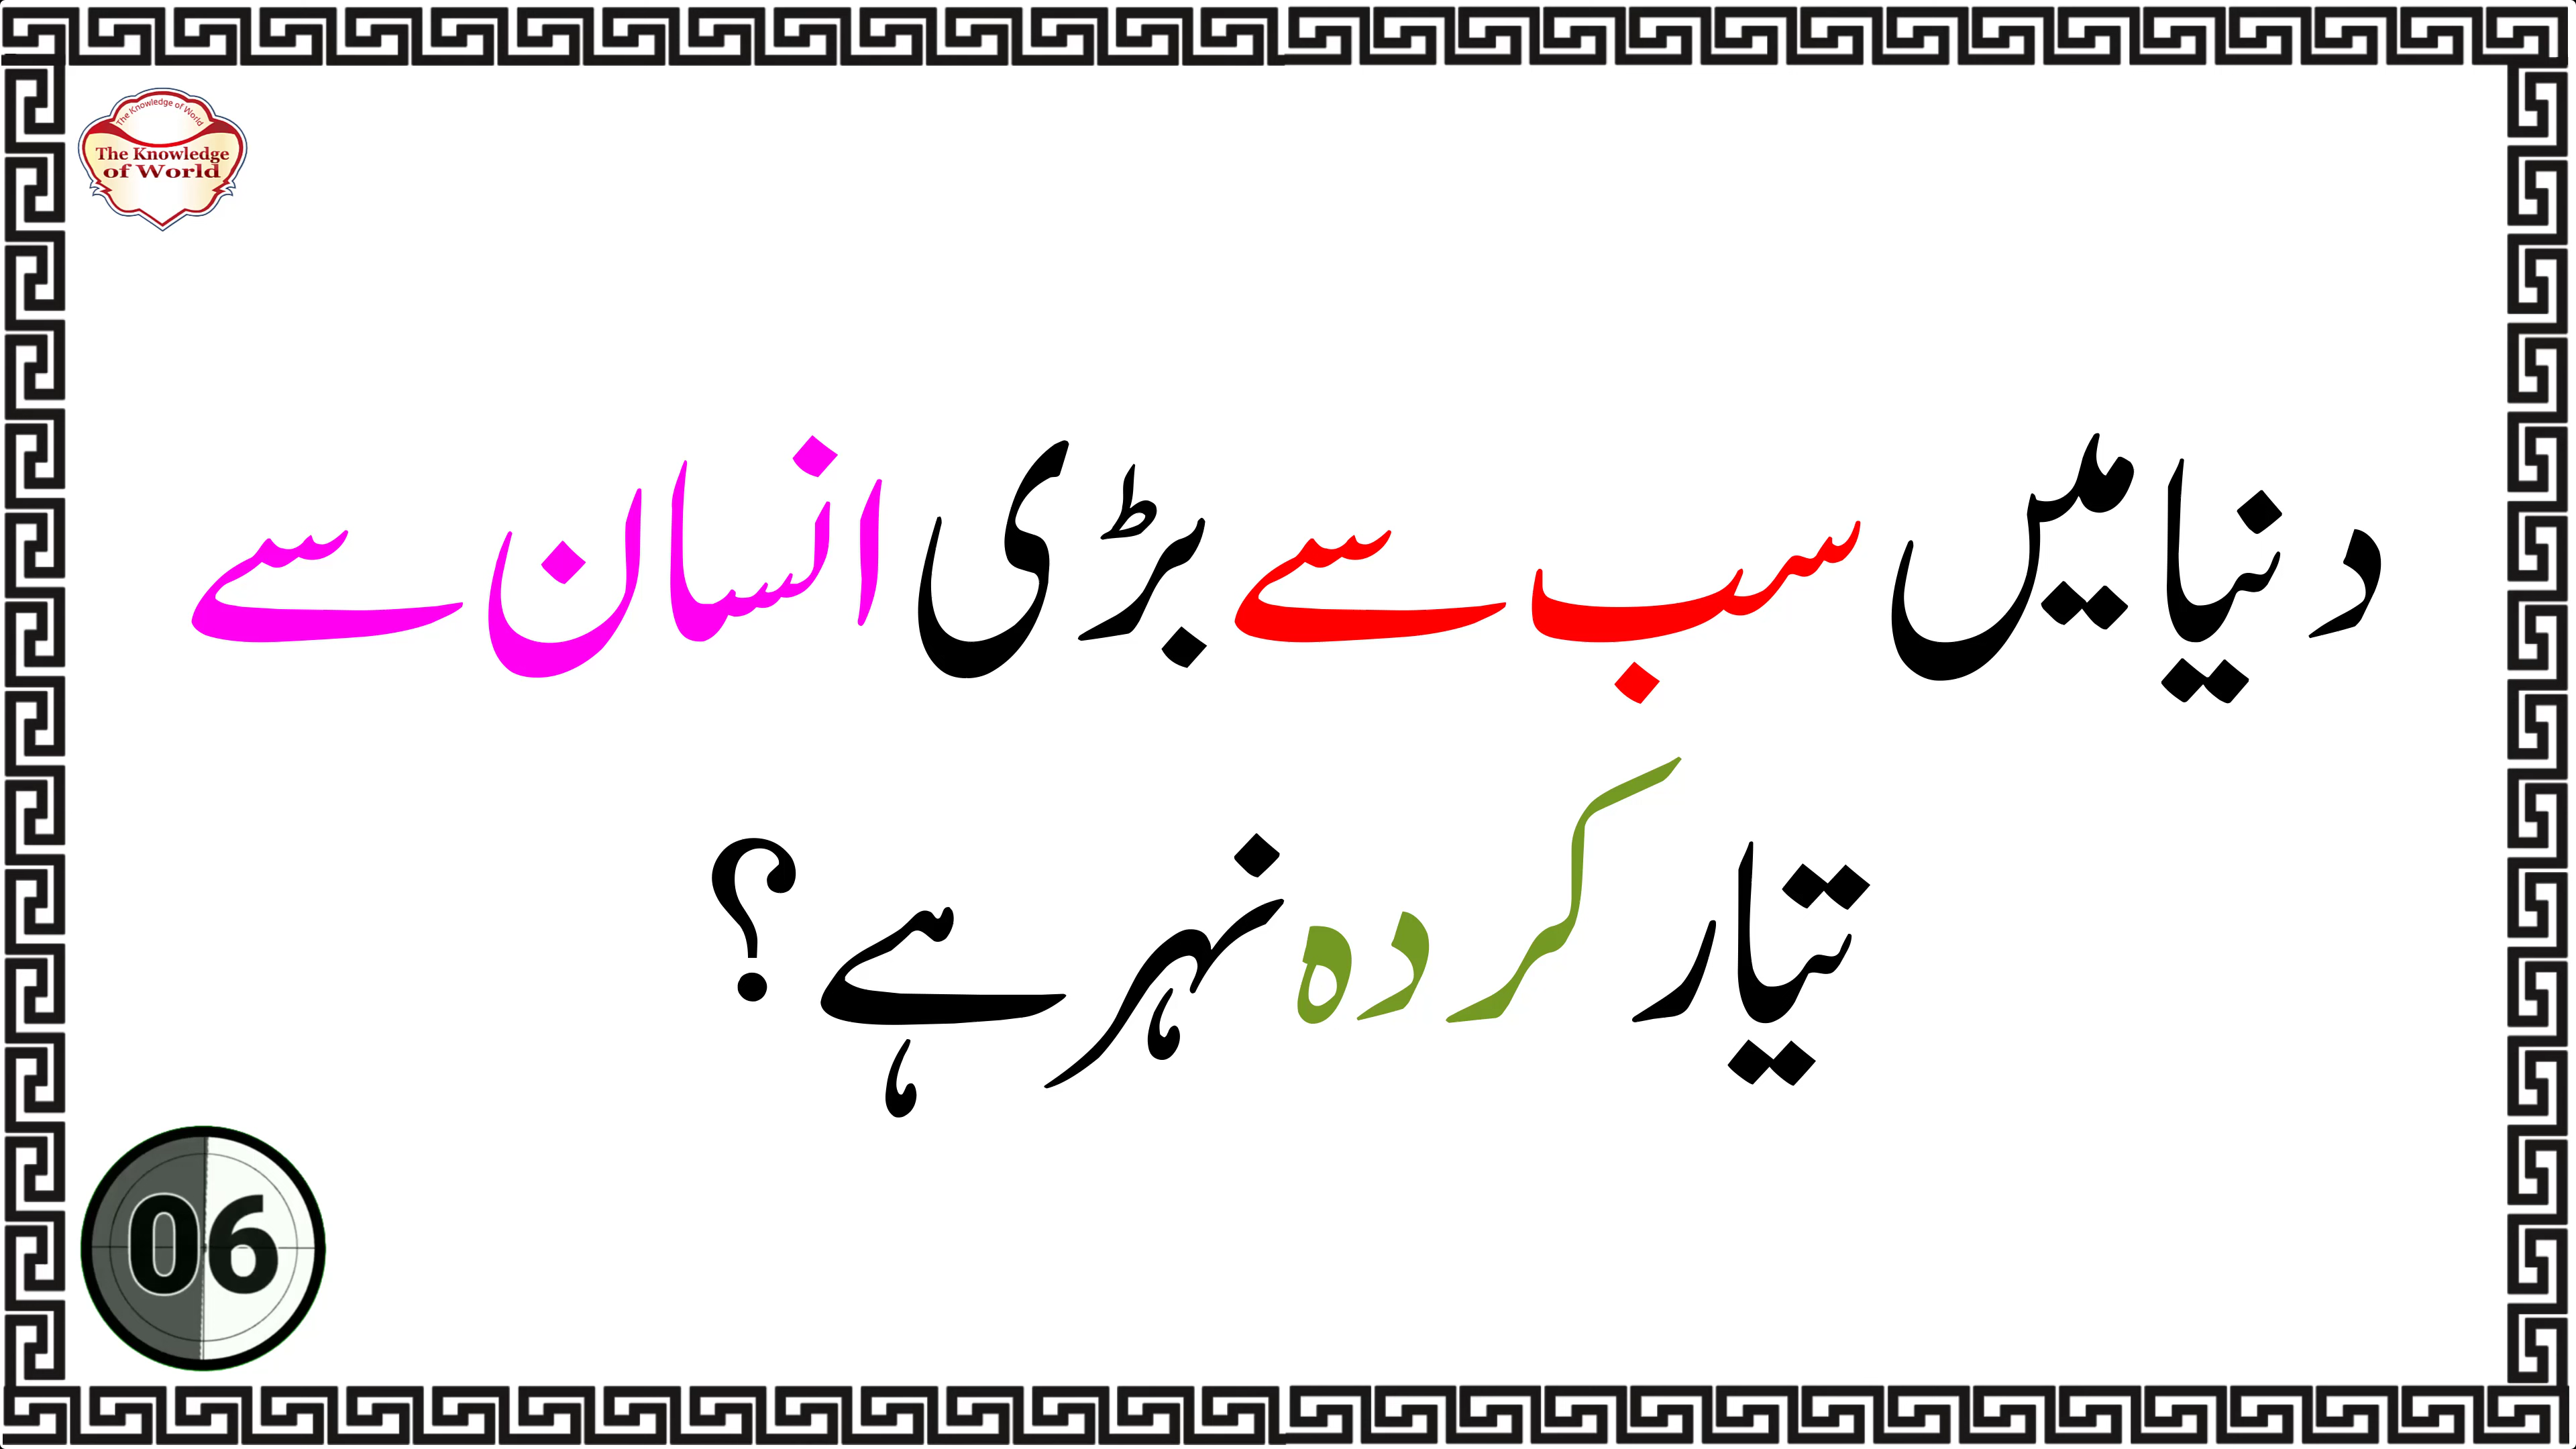 The Knowledge of World
The Knowledge
of World
دنیا میں سب سے بڑی انسان سے
تیار کردہ نہر ہے؟
06